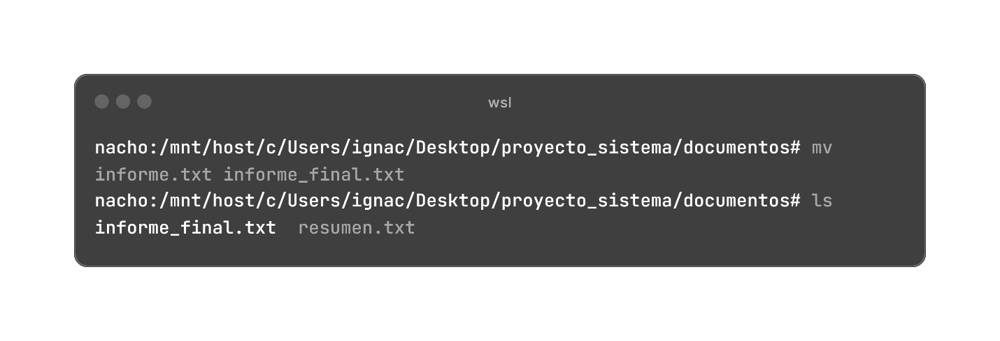 wsl
nacho:/mnt/host/c/Users/ignac/Desktop/proyecto_sistema/documentos# mv
informe.txt informe_final.txt
nacho:/mnt/host/c/Users/ignac/Desktop/proyecto_sistema/documentos# ls
informe_final.txt  resumen.txt